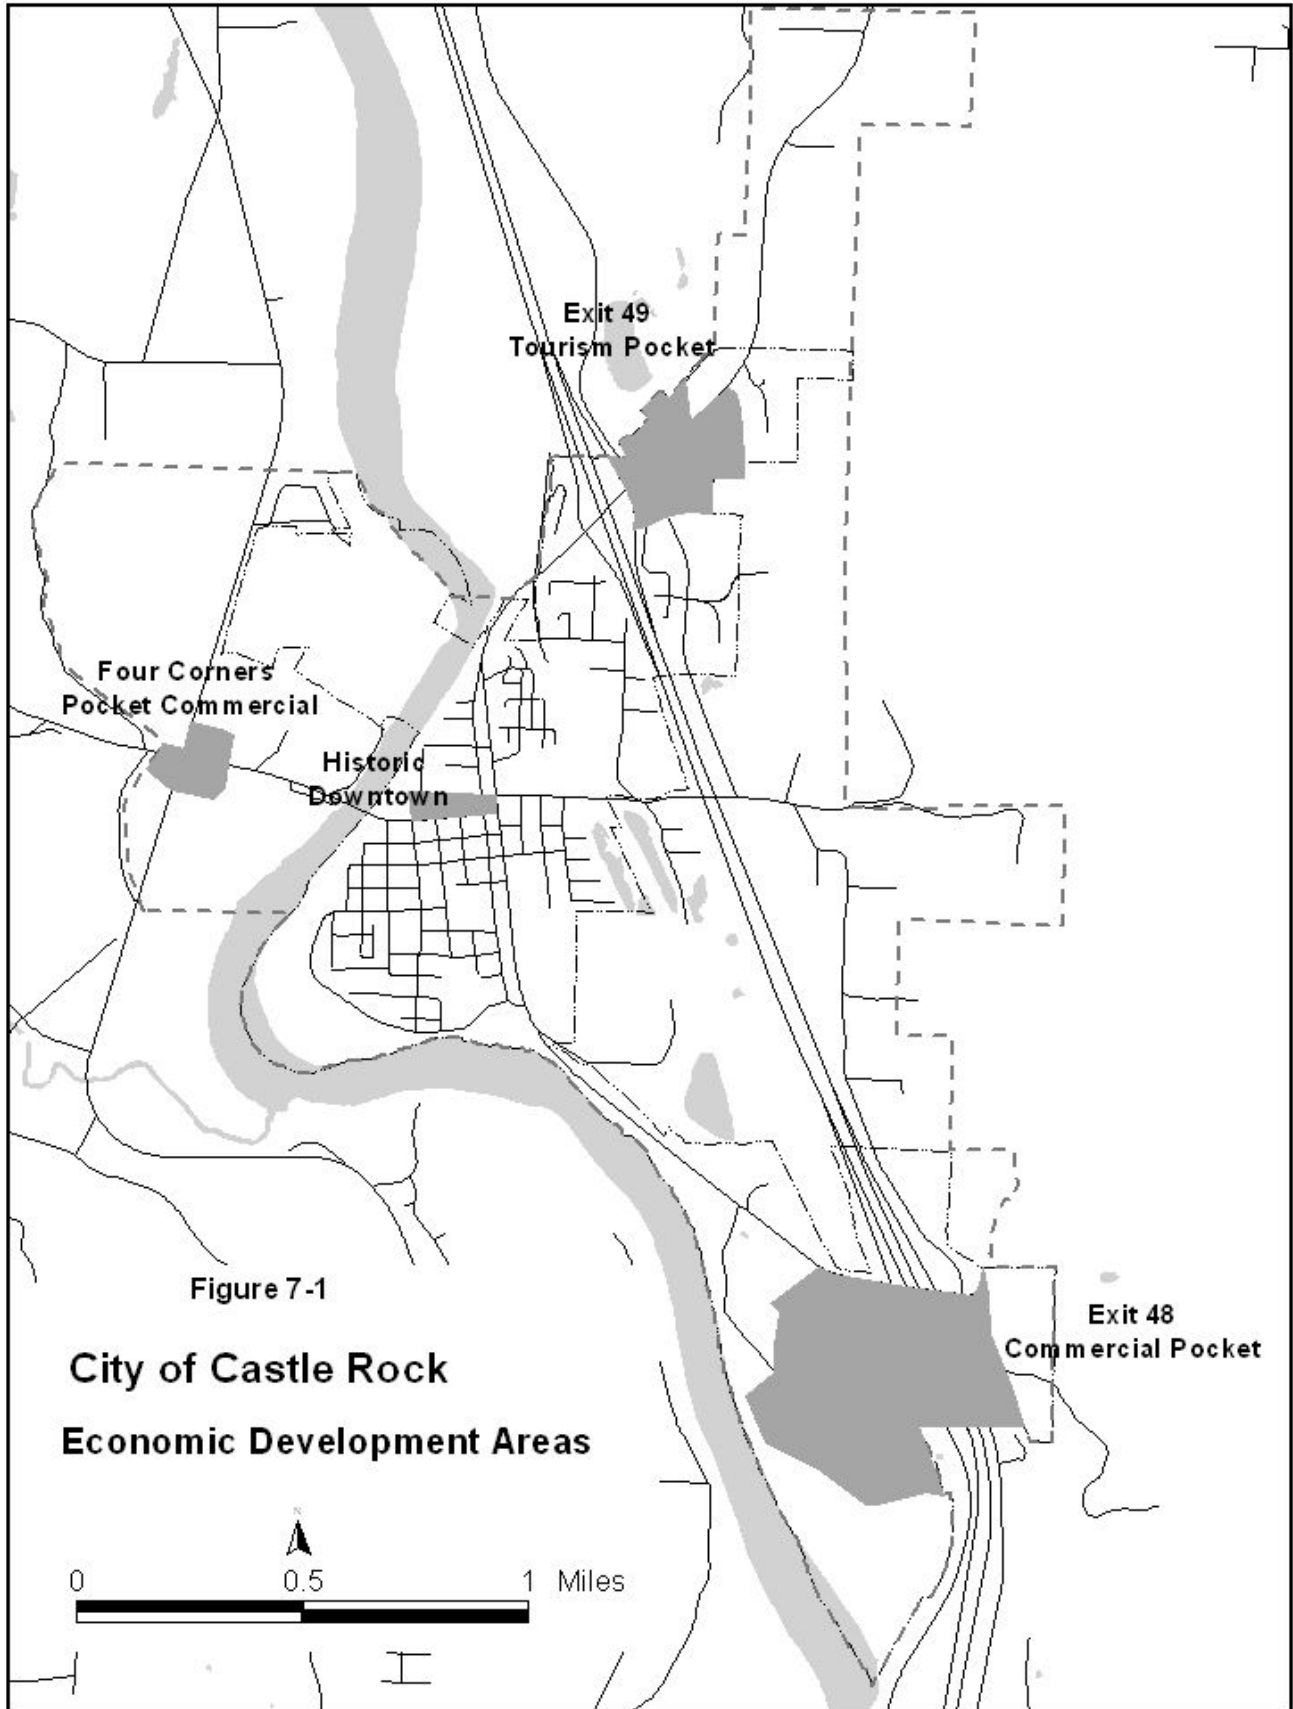 Exit 49
Tourism Pocket
Four Corners
Pocket Commercial
Historic
Downtown
Figure 7-1
City of Castle Rock
Economic Development Areas
Exit 48
Commercial Pocket
N
0 0.5 1 Miles